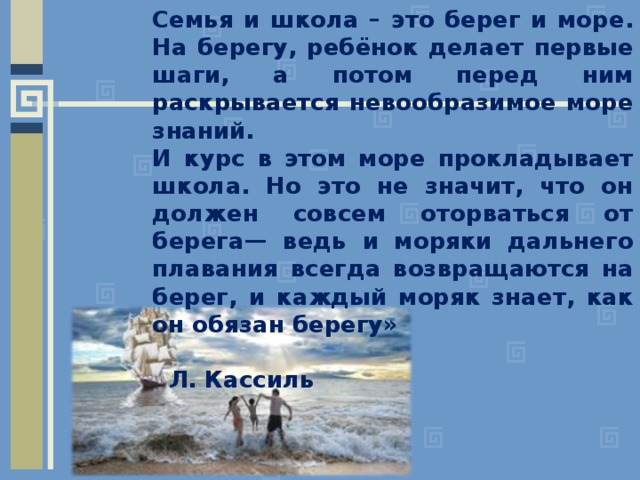 Семья и школа – это берег и море.
На берегу, ребёнок делает первые
шаги, а потом перед ним
раскрывается невообразимое море
знаний.
И курс в этом море прокладывает
школа. Но это не значит, что он
должен совсем оторваться от
берега— ведь и моряки дальнего
плавания всегда возвращаются на
берег, и каждый моряк знает, как
он обязан берегу»
Л. Кассиль